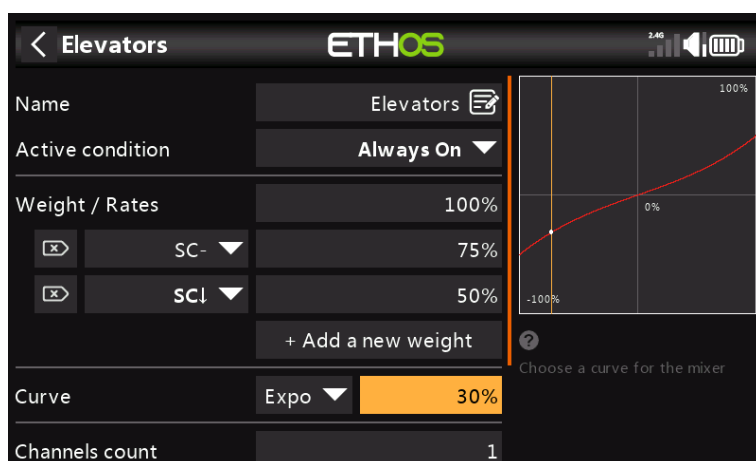 Elevators
ETHOS
2.4G
Name
Elevators
Active condition
Always On
Weight / Rates
100%
SC-
75%
SC↓
50%
+ Add a new weight
Curve
Expo
30%
Channels count
1
100%
0%
-100%
?
Choose a curve for the mixer